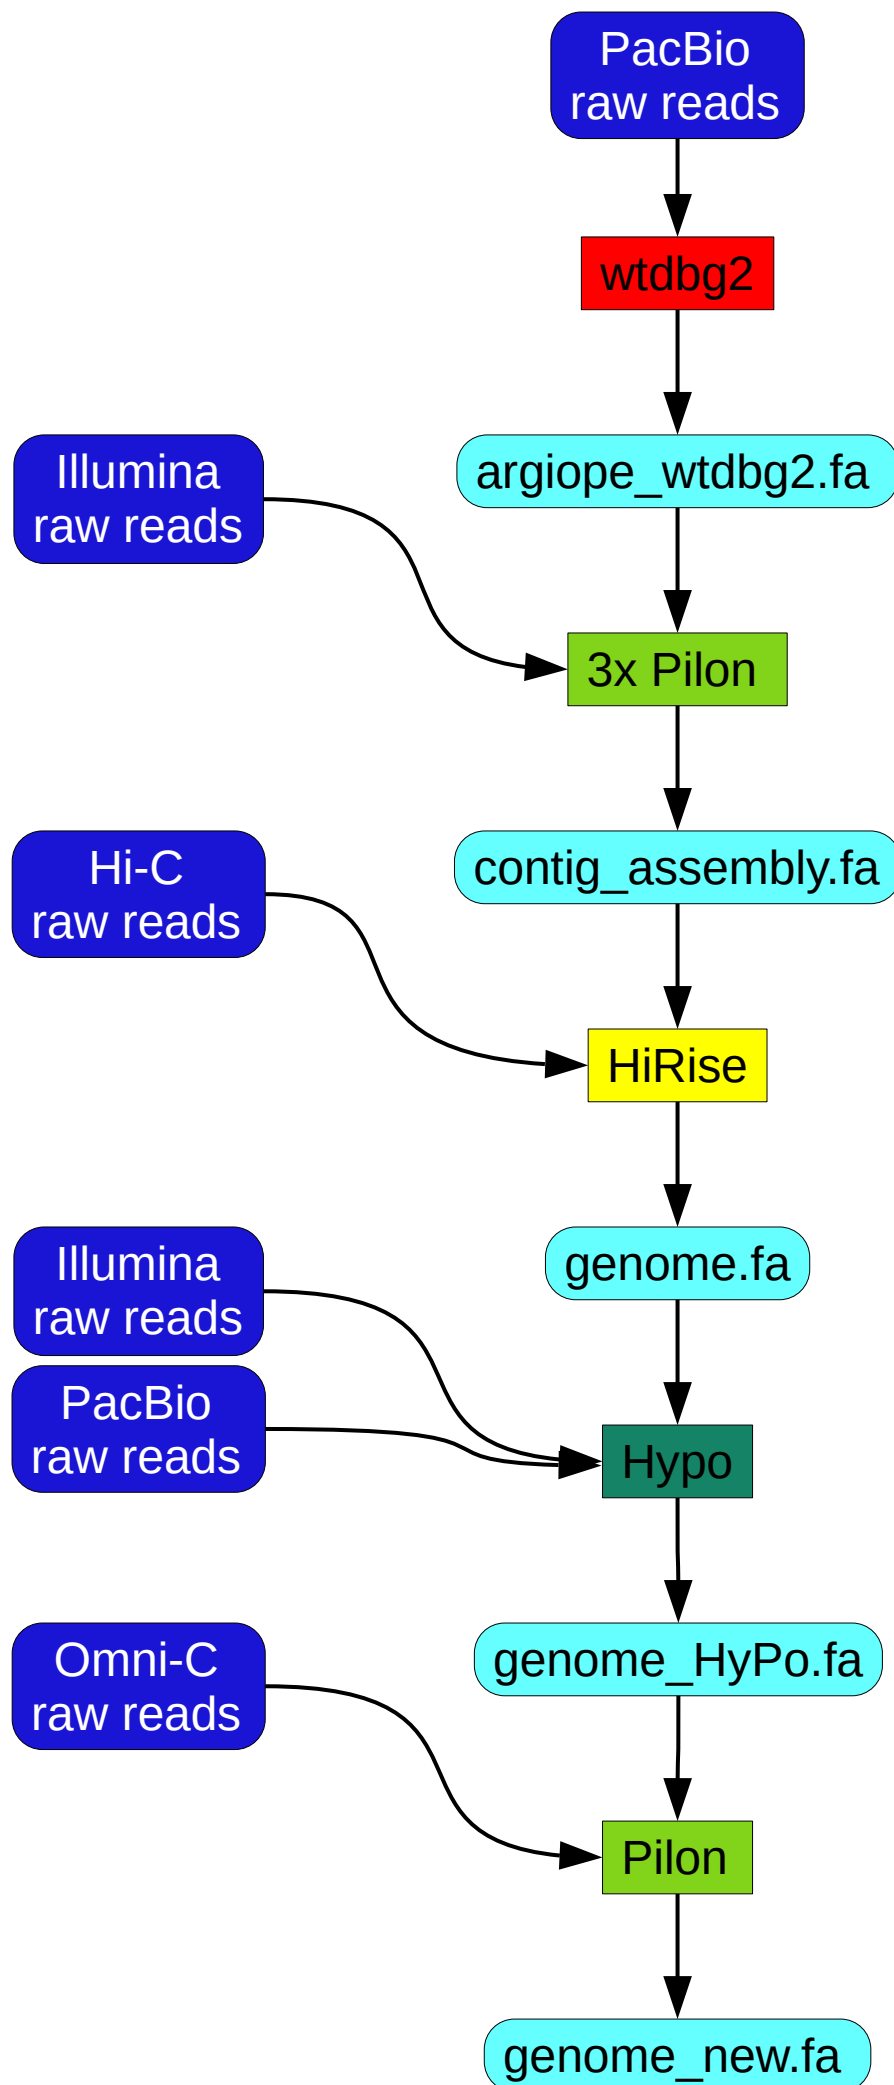 PacBio
raw reads
wtdbg2
Illumina
raw reads
argiope_wtdbg2.fa
3x Pilon
Hi-C
raw reads
contig_assembly.fa
HiRise
Illumina
raw reads
genome.fa
PacBio
raw reads
Hypo
Omni-C
raw reads
genome_HyPo.fa
Pilon
genome_new.fa